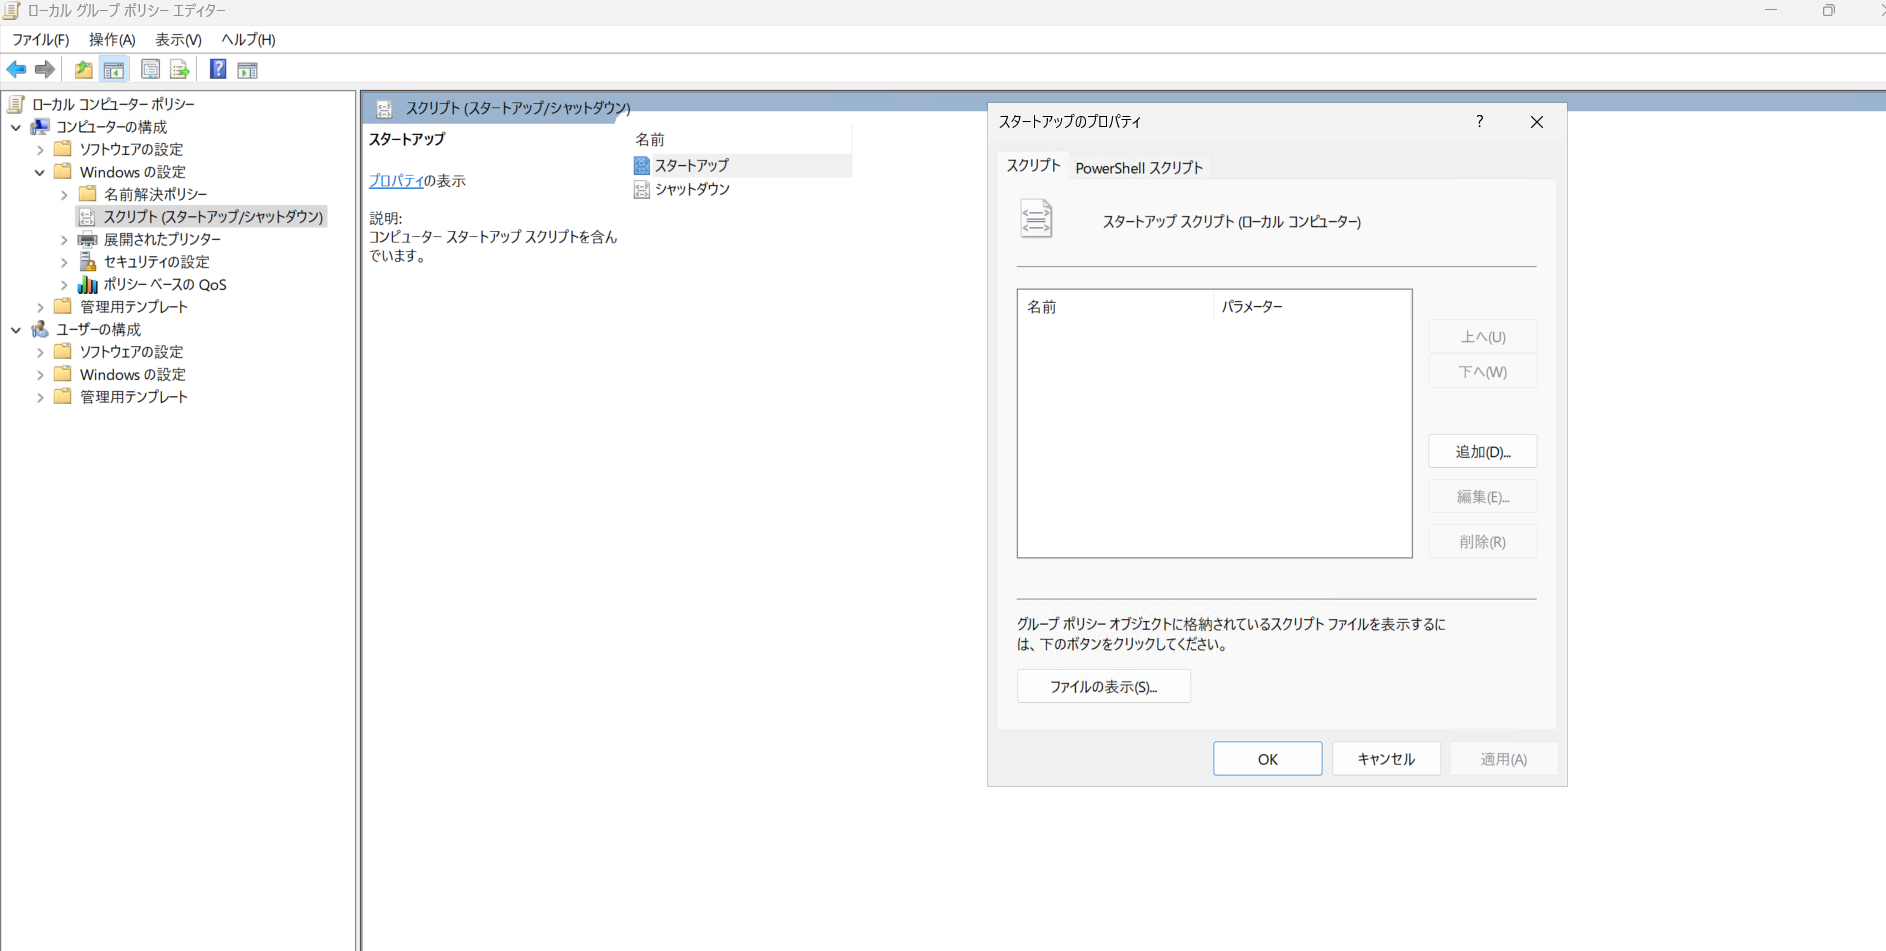 ローカル グループ ポリシー エディター
ファイル(F) 操作(A) 表示(V) ヘルプ(H)
ローカル コンピューター ポリシー
コンピューターの構成
ソフトウェアの設定
Windows の設定
名前解決ポリシー
スクリプト (スタートアップ/シャットダウン)
展開されたプリンター
セキュリティの設定
ポリシー ベースの QoS
管理用テンプレート
ユーザーの構成
ソフトウェアの設定
Windows の設定
管理用テンプレート
スクリプト (スタートアップ/シャットダウン)
スタートアップ
プロパティの表示
説明:
コンピューター スタートアップ スクリプトを含ん
でいます。
名前
スタートアップ
シャットダウン
スタートアップのプロパティ
スクリプト PowerShell スクリプト
スタートアップ スクリプト (ローカル コンピューター)
名前 パラメーター
上へ(U)
下へ(W)
追加(D)...
編集(E)...
削除(R)
グループ ポリシー オブジェクトに格納されているスクリプト ファイルを表示するに
は、下のボタンをクリックしてください。
ファイルの表示(S)...
OK キャンセル 適用(A)